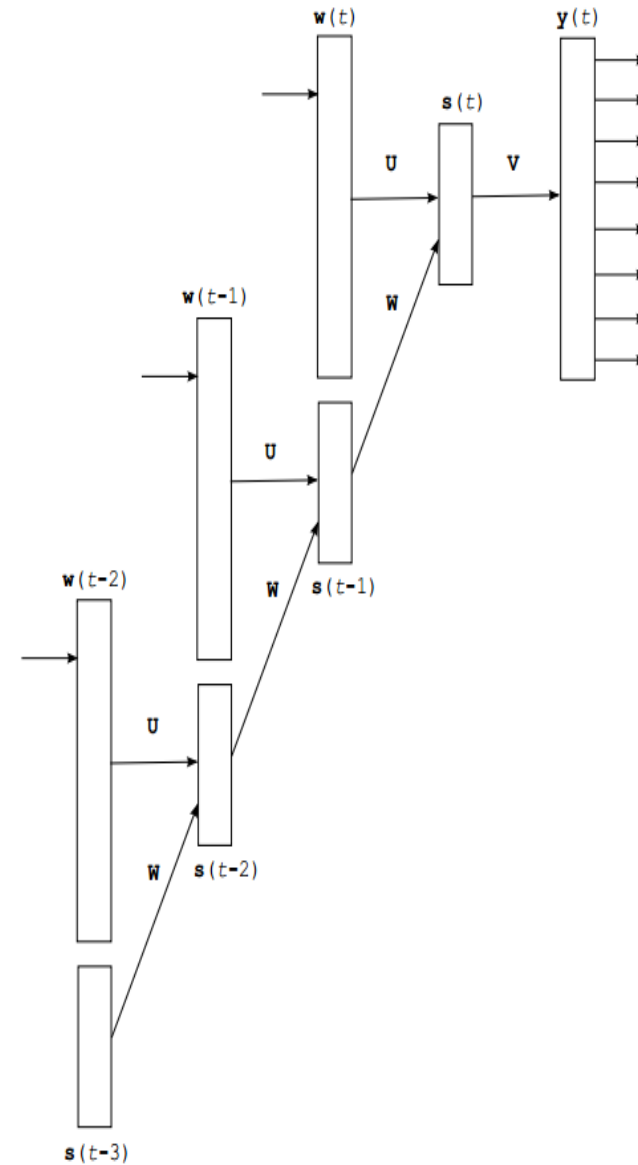 w(t)
y(t)
s(t)
U
V
w(t-1)
W
U
s(t-1)
w(t-2)
W
U
s(t-2)
W
s(t-3)